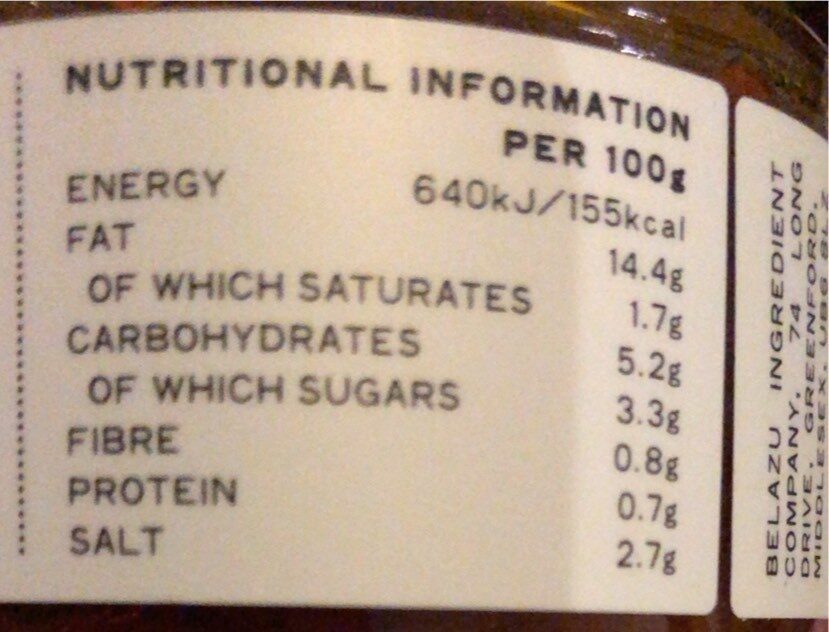 NUTRITIONAL INFORMATION
PER 100g
ENERGY 640kJ/155kcal
FAT 14.4g
OF WHICH SATURATES 1.7g
CARBOHYDRATES 5.2g
OF WHICH SUGARS 3.3g
FIBRE 0.8g
PROTEIN 0.7g
SALT 2.7g
BELAZU INGREDIENT
COMPANY, 74 LONG
DRIVE, GREENFORD,
MIDDLESEX, UB6